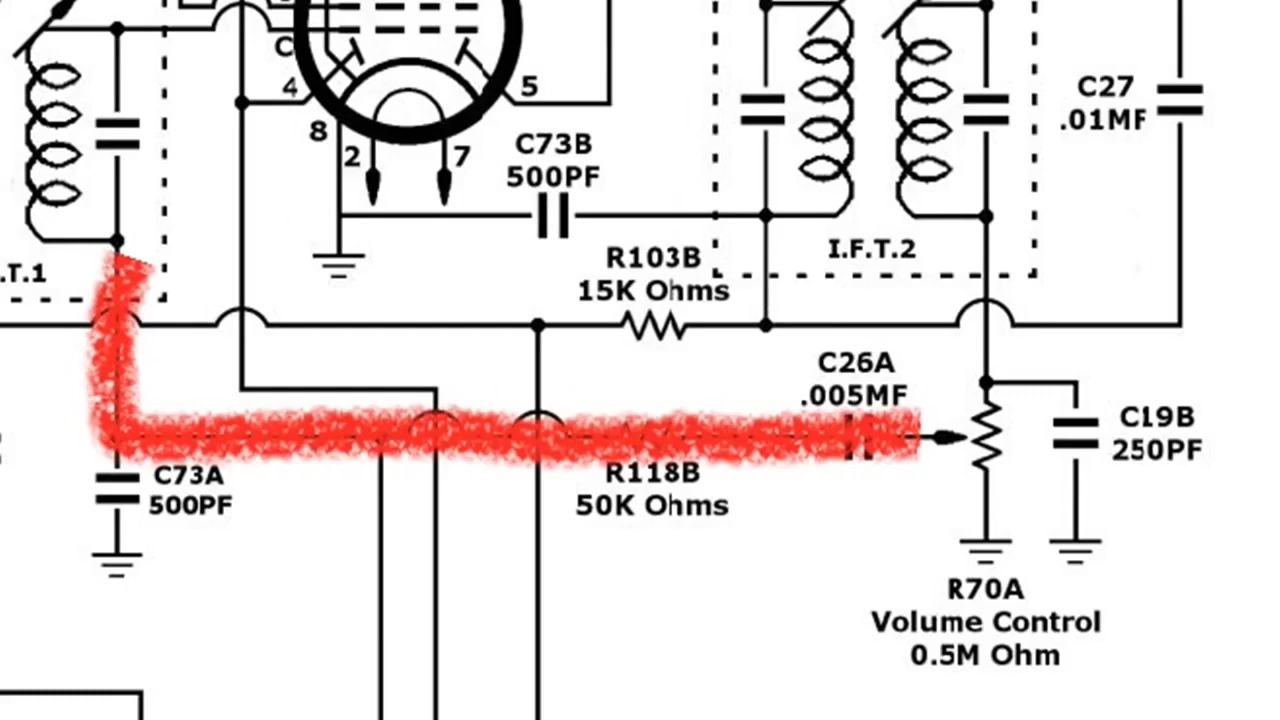 C
4
5
8
2
7
C73B
500PF
C27
.01MF
I.F.T.2
.T.1
R103B
15K Ohms
C26A
.005MF
C19B
250PF
C73A
500PF
R118B
50K Ohms
R70A
Volume Control
0.5M Ohm